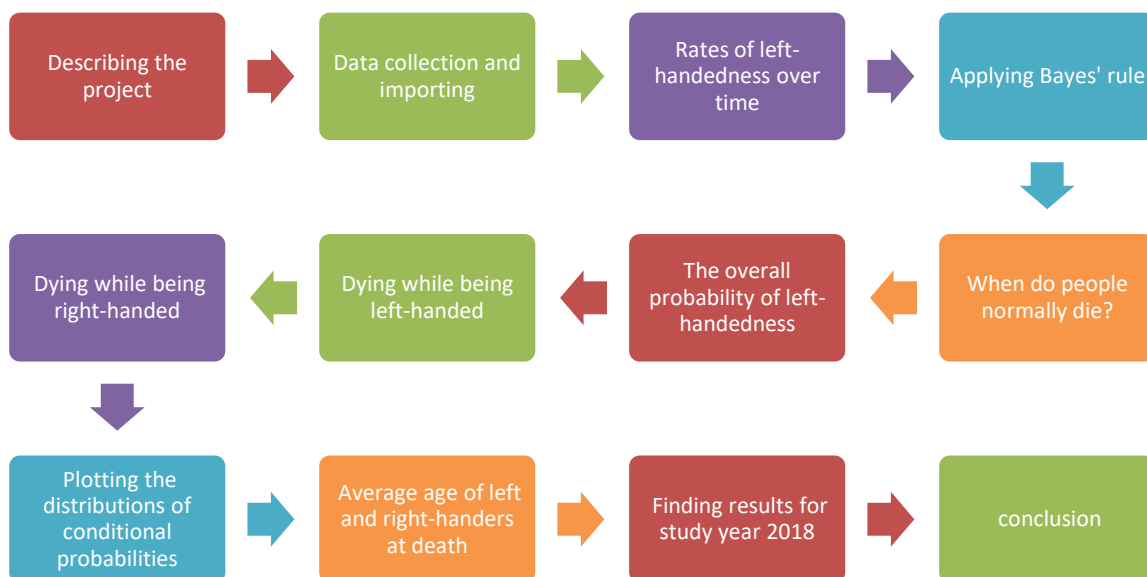 Describing the
project
Data collection and
importing
Rates of left-
handedness over
time
Applying Bayes' rule
When do people
normally die?
The overall
probability of left-
handedness
Dying while being
left-handed
Dying while being
right-handed
Plotting the
distributions of
conditional
probabilities
Average age of left
and right-handers
at death
Finding results for
study year 2018
conclusion